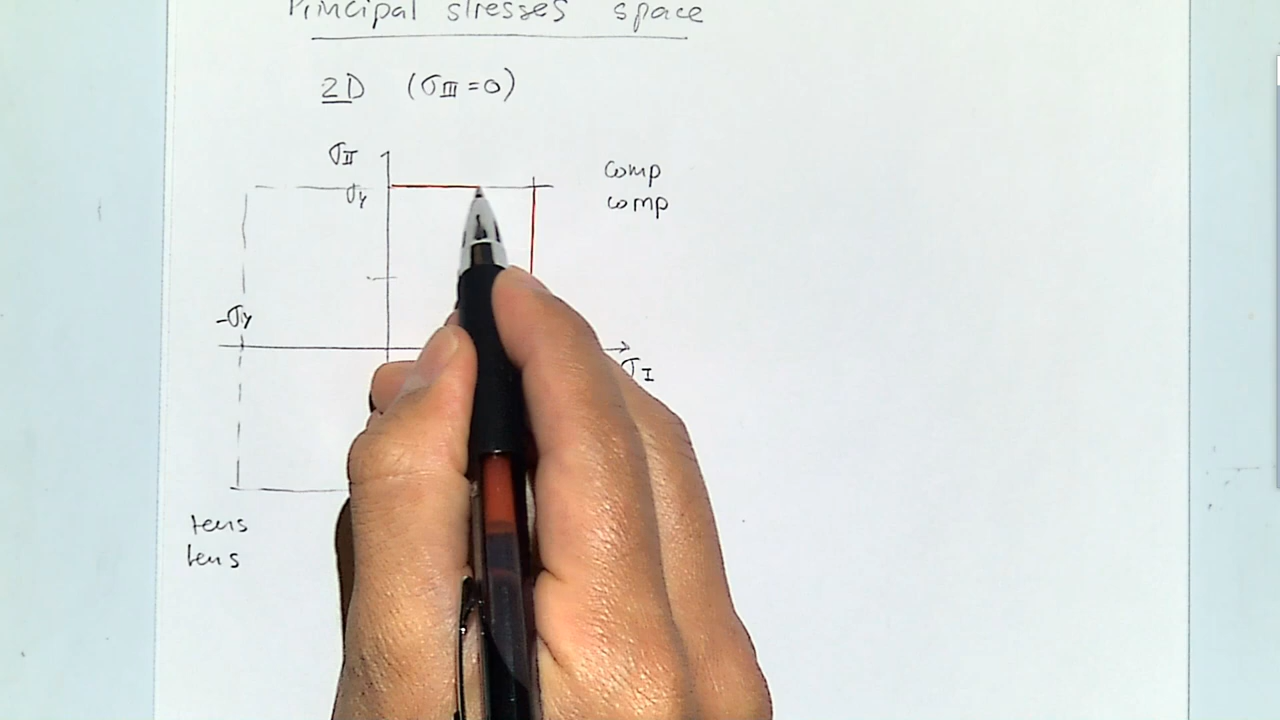 Principal stresses space
2D (σIII = 0)
σII
comp
σy
comp
-σy
σI
tens
tens